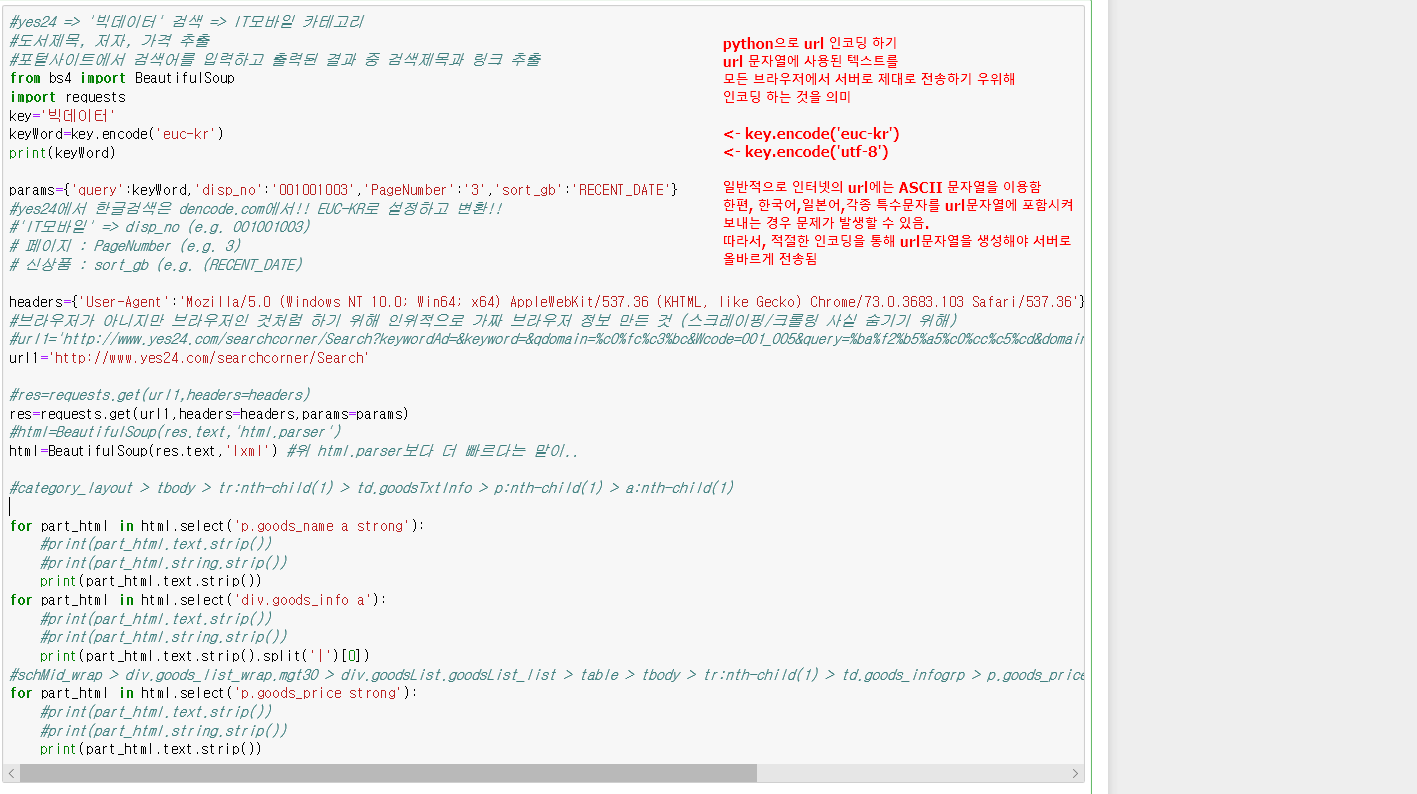 #yes24 => '빅데이터' 검색 => IT모바일 카테고리
#도서제목, 저자, 가격 추출
#포털사이트에서 검색어를 입력하고 출력된 결과 중 검색제목과 링크 추출
from bs4 import BeautifulSoup
import requests
key='빅데이터'
keyWord=key.encode('euc-kr')
print(keyWord)
params={'query':keyWord,'disp_no':'001001003','PageNumber':'3','sort_gb':'RECENT_DATE'}
#yes24에서 한글검색은 dencode.com에서!! EUC-KR로 설정하고 변환!!
#'IT모바일' => disp_no (e.g. 001001003)
# 페이지 : PageNumber (e.g. 3)
# 신상품 : sort_gb (e.g. (RECENT_DATE)
python으로 url 인코딩 하기
url 문자열에 사용된 텍스트를
모든 브라우저에서 서버로 제대로 전송하기 우위해
인코딩 하는 것을 의미
<- key.encode('euc-kr')
<- key.encode('utf-8')
일반적으로 인터넷의 url에는 ASCII 문자열을 이용함
한편, 한국어,일본어,각종 특수문자를 url문자열에 포함시켜
보내는 경우 문제가 발생할 수 있음.
따라서, 적절한 인코딩을 통해 url문자열을 생성해야 서버로
올바르게 전송됨
headers={'User-Agent':'Mozilla/5.0 (Windows NT 10.0; Win64; x64) AppleWebKit/537.36 (KHTML, like Gecko) Chrome/73.0.3683.103 Safari/537.36'}
#브라우저가 아니지만 브라우저인 것처럼 하기 위해 인위적으로 가짜 브라우저 정보 만든 것 (스크레이핑/크롤링 사실 숨기기 위해)
#url1='http://www.yes24.com/searchcorner/Search?keywordAd=&keyword=&qdomain=%c0%fc%c3%bc&Wcode=001_005&query=%ba%f2%b5%a5%c0%cc%c5%cd&domain
url1='http://www.yes24.com/searchcorner/Search'
#res=requests.get(url1,headers=headers)
res=requests.get(url1,headers=headers,params=params)
#html=BeautifulSoup(res.text,'html.parser')
html=BeautifulSoup(res.text,'lxml') #위 html.parser보다 더 빠르다는 말이..
#category_layout > tbody > tr:nth-child(1) > td.goodsTxtInfo > p:nth-child(1) > a:nth-child(1)
for part_html in html.select('p.goods_name a strong'):
#print(part_html.text.strip())
#print(part_html.string.strip())
print(part_html.text.strip())
for part_html in html.select('div.goods_info a'):
#print(part_html.text.strip())
#print(part_html.string.strip())
print(part_html.text.strip().split('|')[0])
#schMid_wrap > div.goods_list_wrap.mgt30 > div.goodsList.goodsList_list > table > tbody > tr:nth-child(1) > td.goods_infogrp > p.goods_price
for part_html in html.select('p.goods_price strong'):
#print(part_html.text.strip())
#print(part_html.string.strip())
print(part_html.text.strip())